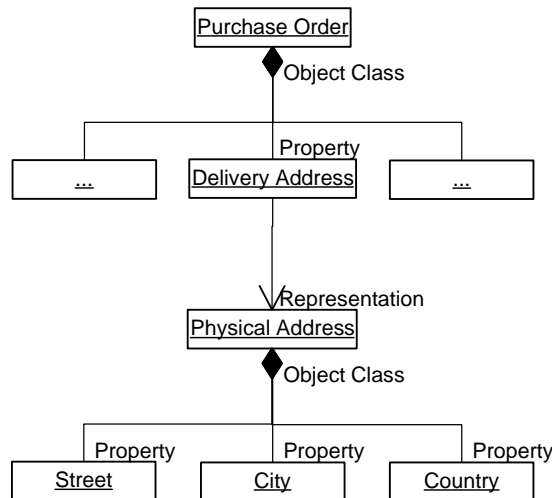 Purchase Order
Object Class
Property
... Delivery Address ...
Representation
Physical Address
Object Class
Property Property Property
Street City Country